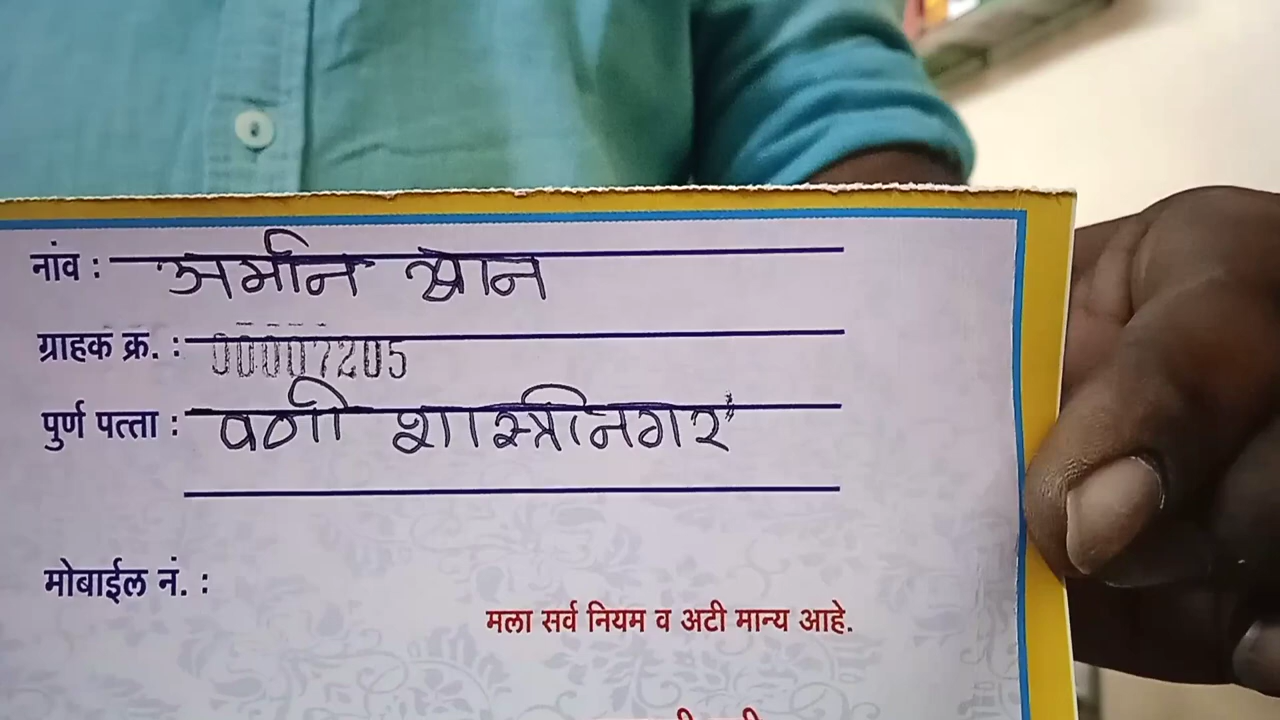 नांव : अमीन खान
ग्राहक क्र. : 00007205
पुर्ण पत्ता : वणी शास्त्रीनगर
मोबाईल नं. :
मला सर्व नियम व अटी मान्य आहे.